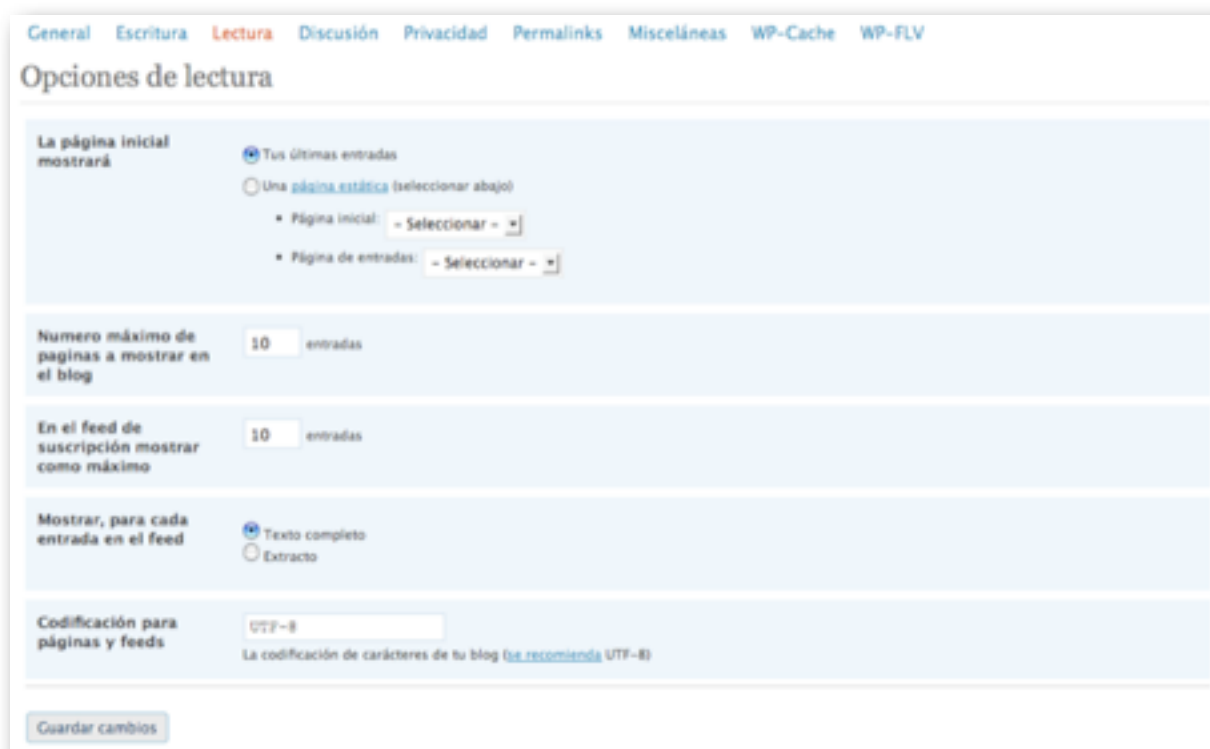 General Escritura Lectura Discusión Privacidad Permalinks Misceláneas WP-Cache WP-FLV
Opciones de lectura
La página inicial
mostrará
Tus últimas entradas
Una página estática (seleccionar abajo)
• Página inicial: - Seleccionar -
• Página de entradas: - Seleccionar -
Numero máximo de
paginas a mostrar en
el blog
10 entradas
En el feed de
suscripción mostrar
como máximo
10 entradas
Mostrar, para cada
entrada en el feed
Texto completo
Extracto
Codificación para
páginas y feeds
UTF-8
La codificación de carácteres de tu blog (se recomienda UTF-8)
Guardar cambios